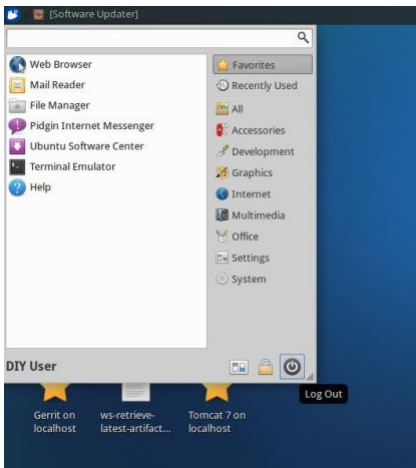 [Software Updater]
Web Browser
Mail Reader
File Manager
Pidgin Internet Messenger
Ubuntu Software Center
Terminal Emulator
Help
Favorites
Recently Used
All
Accessories
Development
Graphics
Internet
Multimedia
Office
Settings
System
DIY User
Log Out
Gerrit on
localhost
ws-retrieve-
latest-artifact...
Tomcat 7 on
localhost